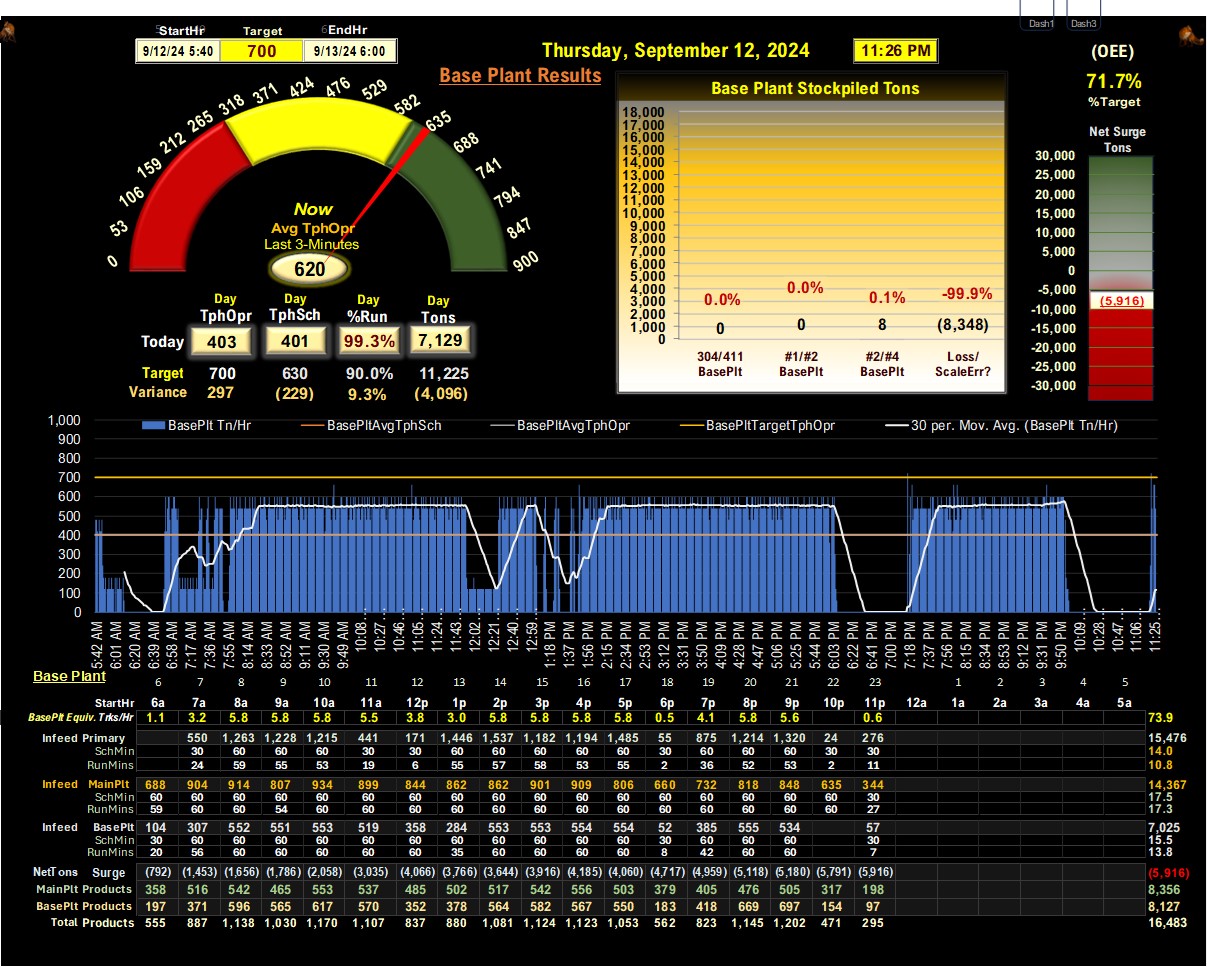 Dash1 Dash3
StartHr Target EndHr
9/12/24 5:40 700 9/13/24 6:00
Thursday, September 12, 2024 11:26 PM
(OEE)
71.7%
%Target
Base Plant Results
Base Plant Stockpiled Tons
Net Surge
Tons
0 53 106 159 212 265 318 371 424 476 529 582 635 688 741 794 847 900
Now
Avg TphOpr
Last 3-Minutes
620
18,000
17,000
16,000
15,000
14,000
13,000
12,000
11,000
10,000
9,000
8,000
7,000
6,000
5,000
4,000
3,000
2,000
1,000
0
0.0% 0.0% 0.1% -99.9%
0 0 8 (8,348)
304/411 #1/#2 #2/#4 Loss/
BasePlt BasePlt BasePlt ScaleErr?
30,000
25,000
20,000
15,000
10,000
5,000
0
-5,000
(5,916)
-10,000
-15,000
-20,000
-25,000
-30,000
Day Day Day Day
TphOpr TphSch %Run Tons
Today 403 401 99.3% 7,129
Target 700 630 90.0% 11,225
Variance 297 (229) 9.3% (4,096)
BasePlt Tn/Hr BasePltAvgTphSch BasePltAvgTphOpr BasePltTargetTphOpr 30 per. Mov. Avg. (BasePlt Tn/Hr)
1,000
900
800
700
600
500
400
300
200
100
0
5:42 AM 6:01 AM 6:20 AM 6:39 AM 6:58 AM 7:17 AM 7:36 AM 7:55 AM 8:14 AM 8:33 AM 8:52 AM 9:11 AM 9:30 AM 9:49 AM 10:08… 10:27… 10:46… 11:05… 11:24… 11:43… 12:02… 12:21… 12:40… 12:59… 1:18 PM 1:37 PM 1:56 PM 2:15 PM 2:34 PM 2:53 PM 3:12 PM 3:31 PM 3:50 PM 4:09 PM 4:28 PM 4:47 PM 5:06 PM 5:25 PM 5:44 PM 6:03 PM 6:22 PM 6:41 PM 7:00 PM 7:18 PM 7:37 PM 7:56 PM 8:15 PM 8:34 PM 8:53 PM 9:12 PM 9:31 PM 9:50 PM 10:09… 10:28… 10:47… 11:06… 11:25…
Base Plant
6 7 8 9 10 11 12 13 14 15 16 17 18 19 20 21 22 23 1 2 3 4 5
StartHr 6a 7a 8a 9a 10a 11a 12p 1p 2p 3p 4p 5p 6p 7p 8p 9p 10p 11p 12a 1a 2a 3a 4a 5a
BasePlt Equiv. Trks/Hr 1.1 3.2 5.8 5.8 5.8 5.5 3.8 3.0 5.8 5.8 5.8 5.8 0.5 4.1 5.8 5.6 0.6 73.9
Infeed Primary 550 1,263 1,228 1,215 441 171 1,446 1,537 1,182 1,194 1,485 55 875 1,214 1,320 24 276 15,476
SchMin 30 60 60 60 30 30 60 60 60 60 60 30 60 60 60 30 30 14.0
RunMins 24 59 55 53 19 6 55 57 58 53 55 2 36 52 53 2 11 10.8
Infeed MainPlt 688 904 914 807 934 899 844 862 862 901 909 806 660 732 818 848 635 344 14,367
SchMin 60 60 60 60 60 60 60 60 60 60 60 60 60 60 60 60 60 30 17.5
RunMins 59 60 60 54 60 60 60 60 60 60 60 60 60 60 60 60 60 27 17.3
Infeed BasePlt 104 307 552 551 553 519 358 284 553 553 554 554 52 385 555 534 57 7,025
SchMin 30 60 60 60 60 60 60 60 60 60 60 60 30 60 60 60 30 15.5
RunMins 20 56 60 60 60 60 60 35 60 60 60 60 8 42 60 60 7 13.8
NetTons Surge (792) (1,453) (1,656) (1,786) (2,058) (3,035) (4,066) (3,766) (3,644) (3,916) (4,185) (4,060) (4,717) (4,959) (5,118) (5,180) (5,791) (5,916) (5,916)
MainPlt Products 358 516 542 465 553 537 485 502 517 542 556 503 379 405 476 505 317 198 8,356
BasePlt Products 197 371 596 565 617 570 352 378 564 582 567 550 183 418 669 697 154 97 8,127
Total Products 555 887 1,138 1,030 1,170 1,107 837 880 1,081 1,124 1,123 1,053 562 823 1,145 1,202 471 295 16,483